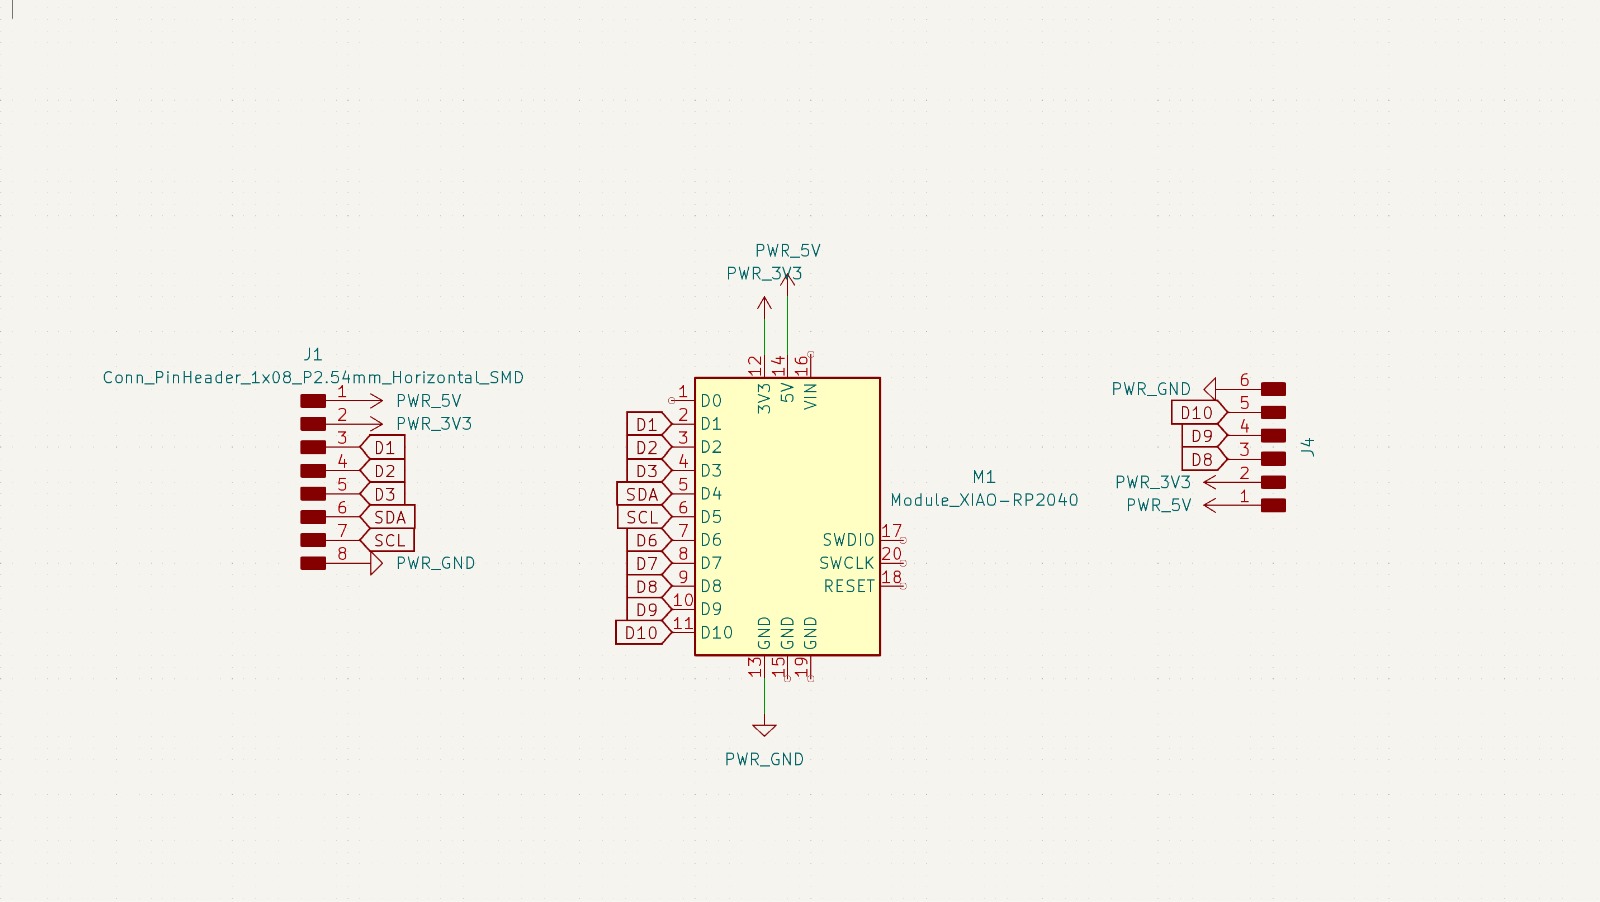 J1
Conn_PinHeader_1x08_P2.54mm_Horizontal_SMD
1 PWR_5V
2 PWR_3V3
3 D1
4 D2
5 D3
6 SDA
7 SCL
8 PWR_GND
PWR_5V
PWR_3V3
12 14 16
3V3 5V VIN
1 D0
D1 2 D1
D2 3 D2
D3 4 D3
SDA 5 D4
SCL 6 D5
D6 7 D6
D7 8 D7
D8 9 D8
D9 10 D9
D10 11 D10
SWDIO 17
SWCLK 20
RESET 18
GND GND GND
13 15 19
PWR_GND
M1
Module_XIAO-RP2040
PWR_GND 6
D10 5
D9 4
D8 3
PWR_3V3 2
PWR_5V 1
J4